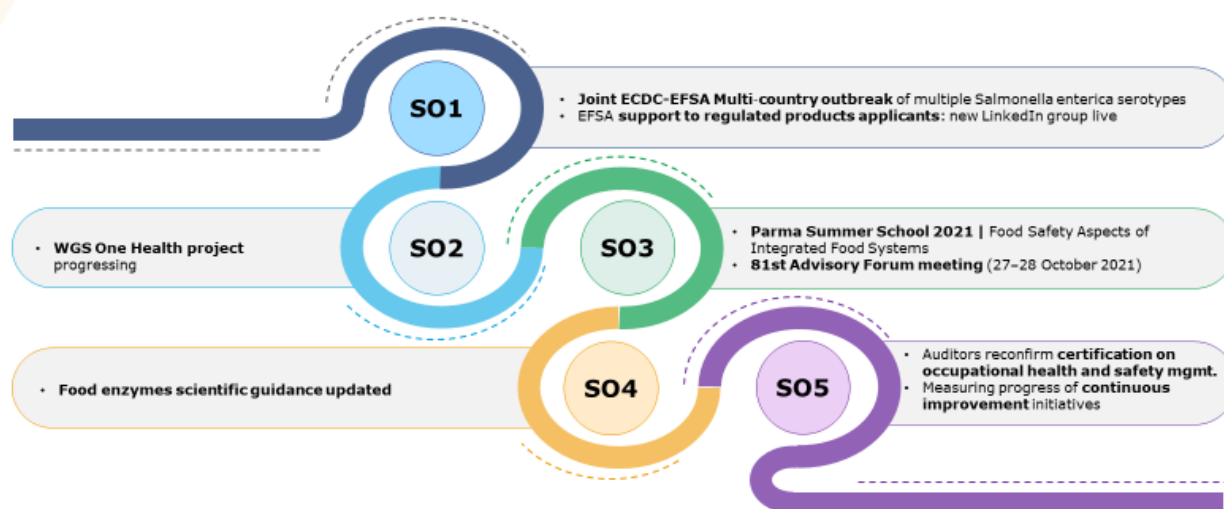 SO1
• Joint ECDC-EFSA Multi-country outbreak of multiple Salmonella enterica serotypes
• EFSA support to regulated products applicants: new LinkedIn group live
• WGS One Health project
progressing
SO2
SO3
• Parma Summer School 2021 | Food Safety Aspects of
Integrated Food Systems
• 81st Advisory Forum meeting (27–28 October 2021)
• Food enzymes scientific guidance updated
SO4
SO5
• Auditors reconfirm certification on
occupational health and safety mgmt.
• Measuring progress of continuous
improvement initiatives